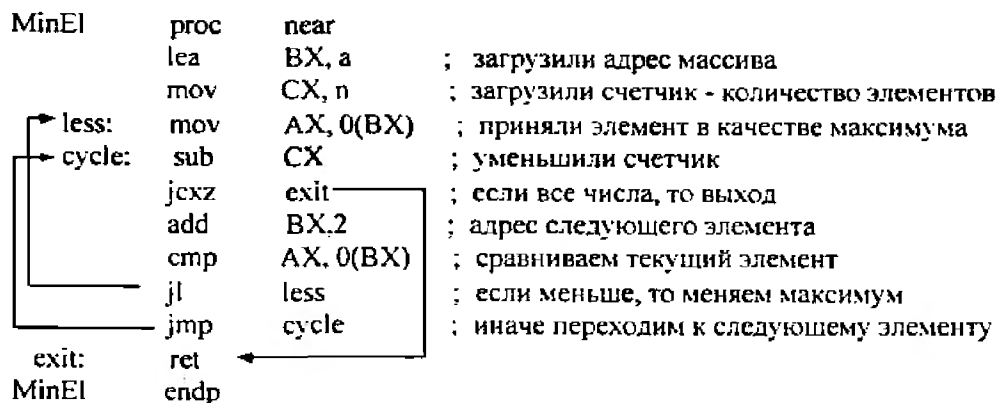 MinEl proc near
lea BX, a ; загрузили адрес массива
mov CX, n ; загрузили счетчик - количество элементов
less: mov AX, 0(BX) ; приняли элемент в качестве максимума
cycle: sub CX ; уменьшили счетчик
jcxz exit ; если все числа, то выход
add BX,2 ; адрес следующего элемента
cmp AX, 0(BX) ; сравниваем текущий элемент
jl less ; если меньше, то меняем максимум
jmp cycle ; иначе переходим к следующему элементу
exit: ret
MinEl endp